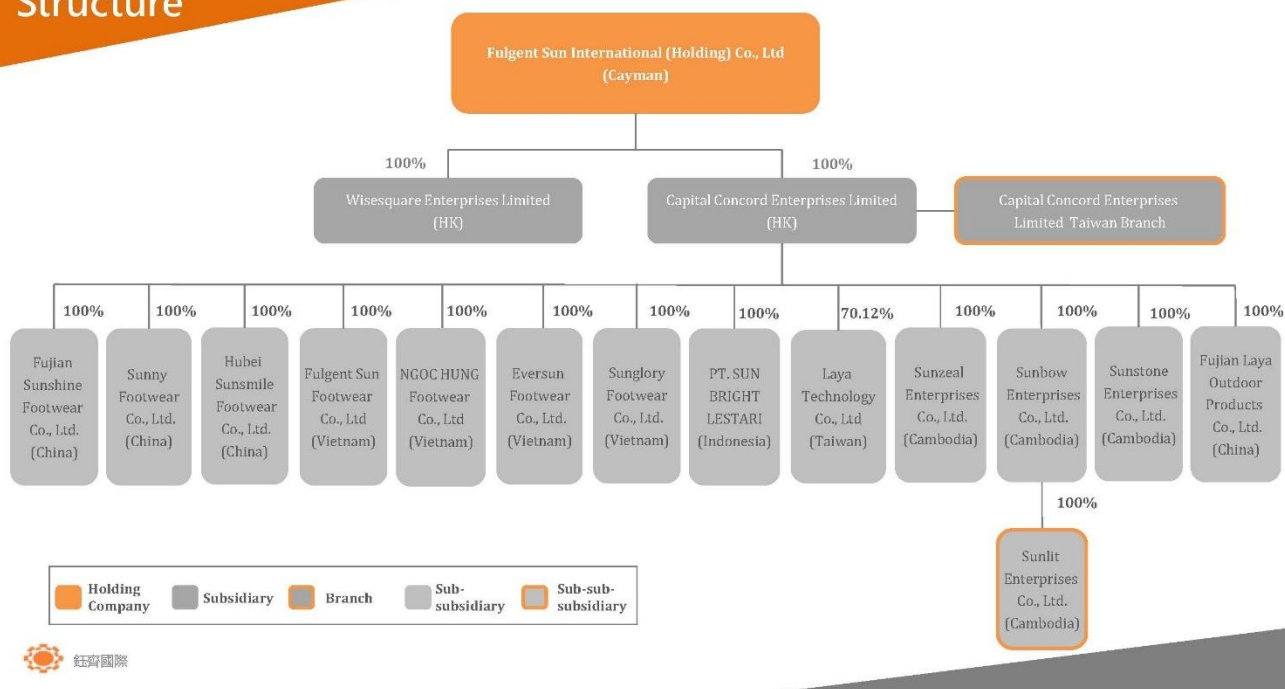 Structure
Fulgent Sun International (Holding) Co., Ltd
(Cayman)
100%
100%
Wisesquare Enterprises Limited
(HK)
Capital Concord Enterprises Limited
(HK)
Capital Concord Enterprises
Limited Taiwan Branch
100%
100%
100%
100%
100%
100%
100%
100%
70.12%
100%
100%
100%
100%
Fujian
Sunshine
Footwear
Co., Ltd.
(China)
Sunny
Footwear
Co., Ltd.
(China)
Hubei
Sunsmile
Footwear
Co., Ltd.
(China)
Fulgent Sun
Footwear
Co., Ltd
(Vietnam)
NGOC HUNG
Footwear
Co., Ltd
(Vietnam)
Eversun
Footwear
Co., Ltd.
(Vietnam)
Sunglory
Footwear
Co., Ltd.
(Vietnam)
PT. SUN
BRIGHT
LESTARI
(Indonesia)
Laya
Technology
Co., Ltd
(Taiwan)
Sunzeal
Enterprises
Co., Ltd.
(Cambodia)
Sunbow
Enterprises
Co., Ltd.
(Cambodia)
Sunstone
Enterprises
Co., Ltd.
(Cambodia)
Fujian Laya
Outdoor
Products
Co., Ltd.
(China)
100%
Sunlit
Enterprises
Co., Ltd.
(Cambodia)
Holding
Company
Subsidiary
Branch
Sub-
subsidiary
Sub-sub-
subsidiary
鈺齊國際